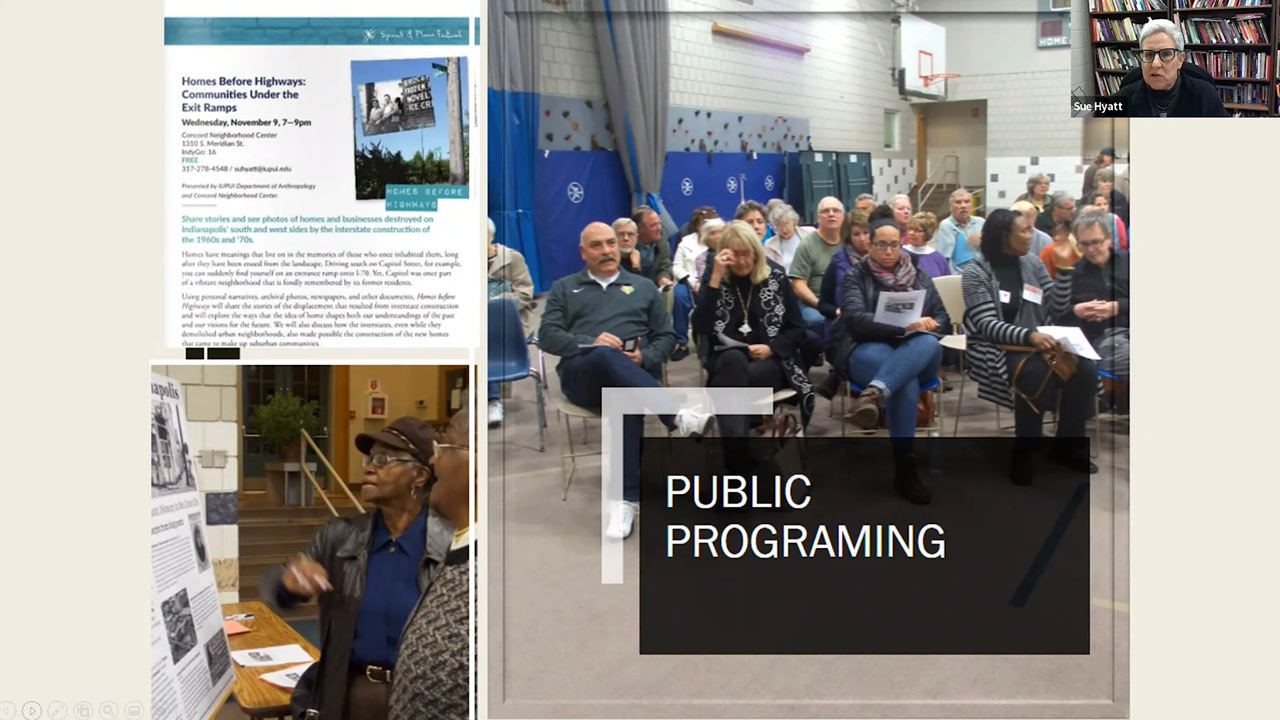 Spirit & Place Festival
Homes Before Highways:
Communities Under the
Exit Ramps
Wednesday, November 9, 7—9pm
Concord Neighborhood Center
1310 S. Meridian St.
IndyGo: 16
FREE
317-278-4548 / suhyatt@iupui.edu
Presented by IUPUI Department of Anthropology
and Concord Neighborhood Center.
HOMES BEFORE
HIGHWAYS
Share stories and see photos of homes and businesses destroyed on
Indianapolis' south and west sides by the interstate construction of
the 1960s and '70s.
Homes have meanings that live on in the memories of those who once inhabited them, long
after they have been erased from the landscape. Driving south on Capitol Street, for example,
you can suddenly find yourself on an entrance ramp onto I-70. Yet, Capitol was once part
of a vibrant neighborhood that is fondly remembered by its former residents.
Using personal narratives, archival photos, newspapers, and other documents, Homes before
Highways will share the stories of the displacement that resulted from interstate construction
and will explore the ways that the idea of home shapes both our understandings of the past
and our visions for the future. We will also discuss how the interstates, even while they
demolished urban neighborhoods, also made possible the construction of the new homes
that came to make up suburban communities.
NOVEL
ICE CR
HOME
Sue Hyatt
apolis
PUBLIC
PROGRAMING